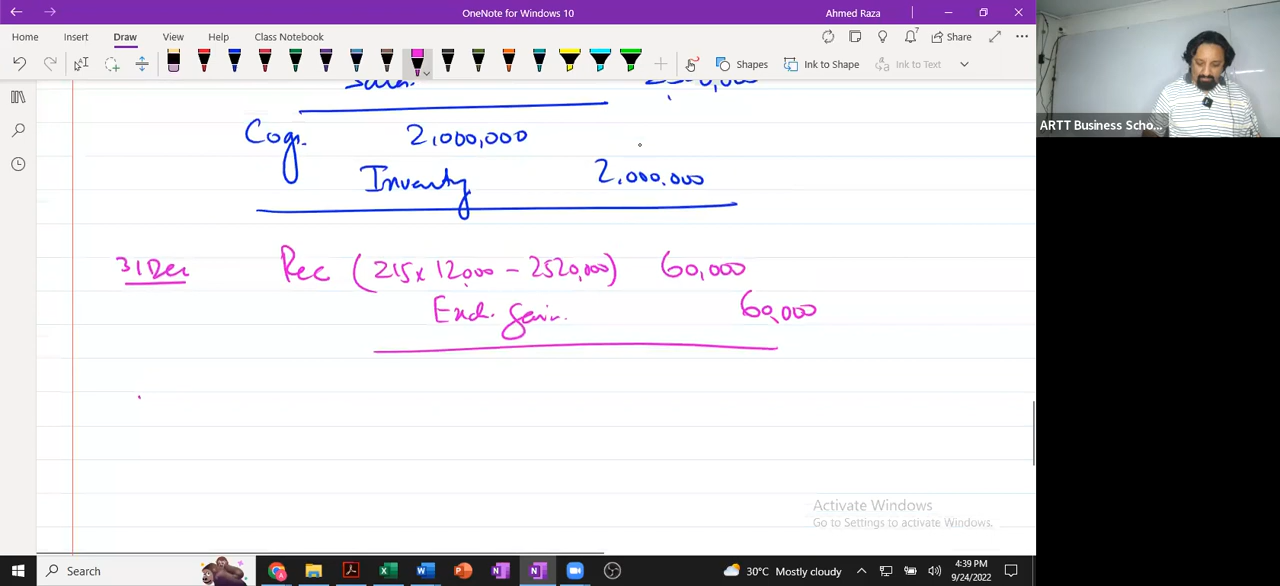 OneNote for Windows 10
Ahmed Raza
Home Insert Draw View Help Class Notebook
Share
Shapes Ink to Shape Ink to Text
ARTT Business Scho...
Cogs. 2,000,000
2,000,000
31 Dec Rec (215 x 12,000 - 2520,000) 60,000
Exch. gain. 60,000
Activate Windows
Go to Settings to activate Windows.
Search
30°C Mostly cloudy
4:39 PM
9/24/2022